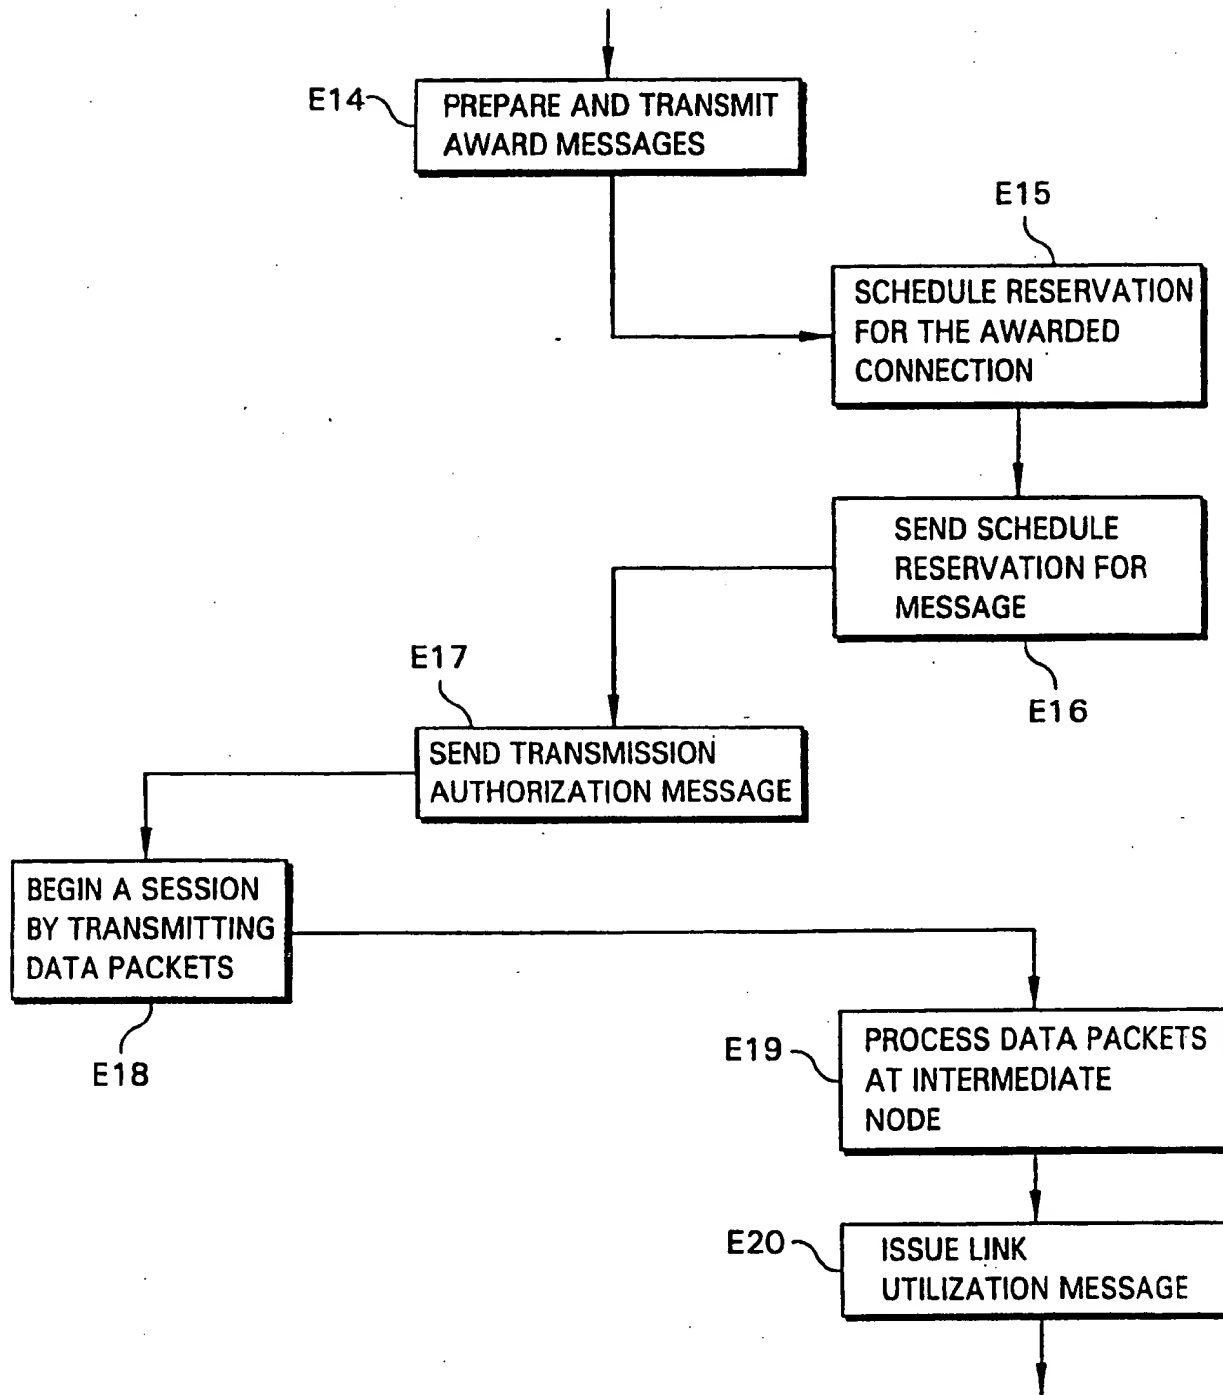 E14
PREPARE AND TRANSMIT
AWARD MESSAGES
E15
SCHEDULE RESERVATION
FOR THE AWARDED
CONNECTION
SEND SCHEDULE
RESERVATION FOR
MESSAGE
E16
E17
SEND TRANSMISSION
AUTHORIZATION MESSAGE
BEGIN A SESSION
BY TRANSMITTING
DATA PACKETS
E18
E19
PROCESS DATA PACKETS
AT INTERMEDIATE
NODE
E20
ISSUE LINK
UTILIZATION MESSAGE